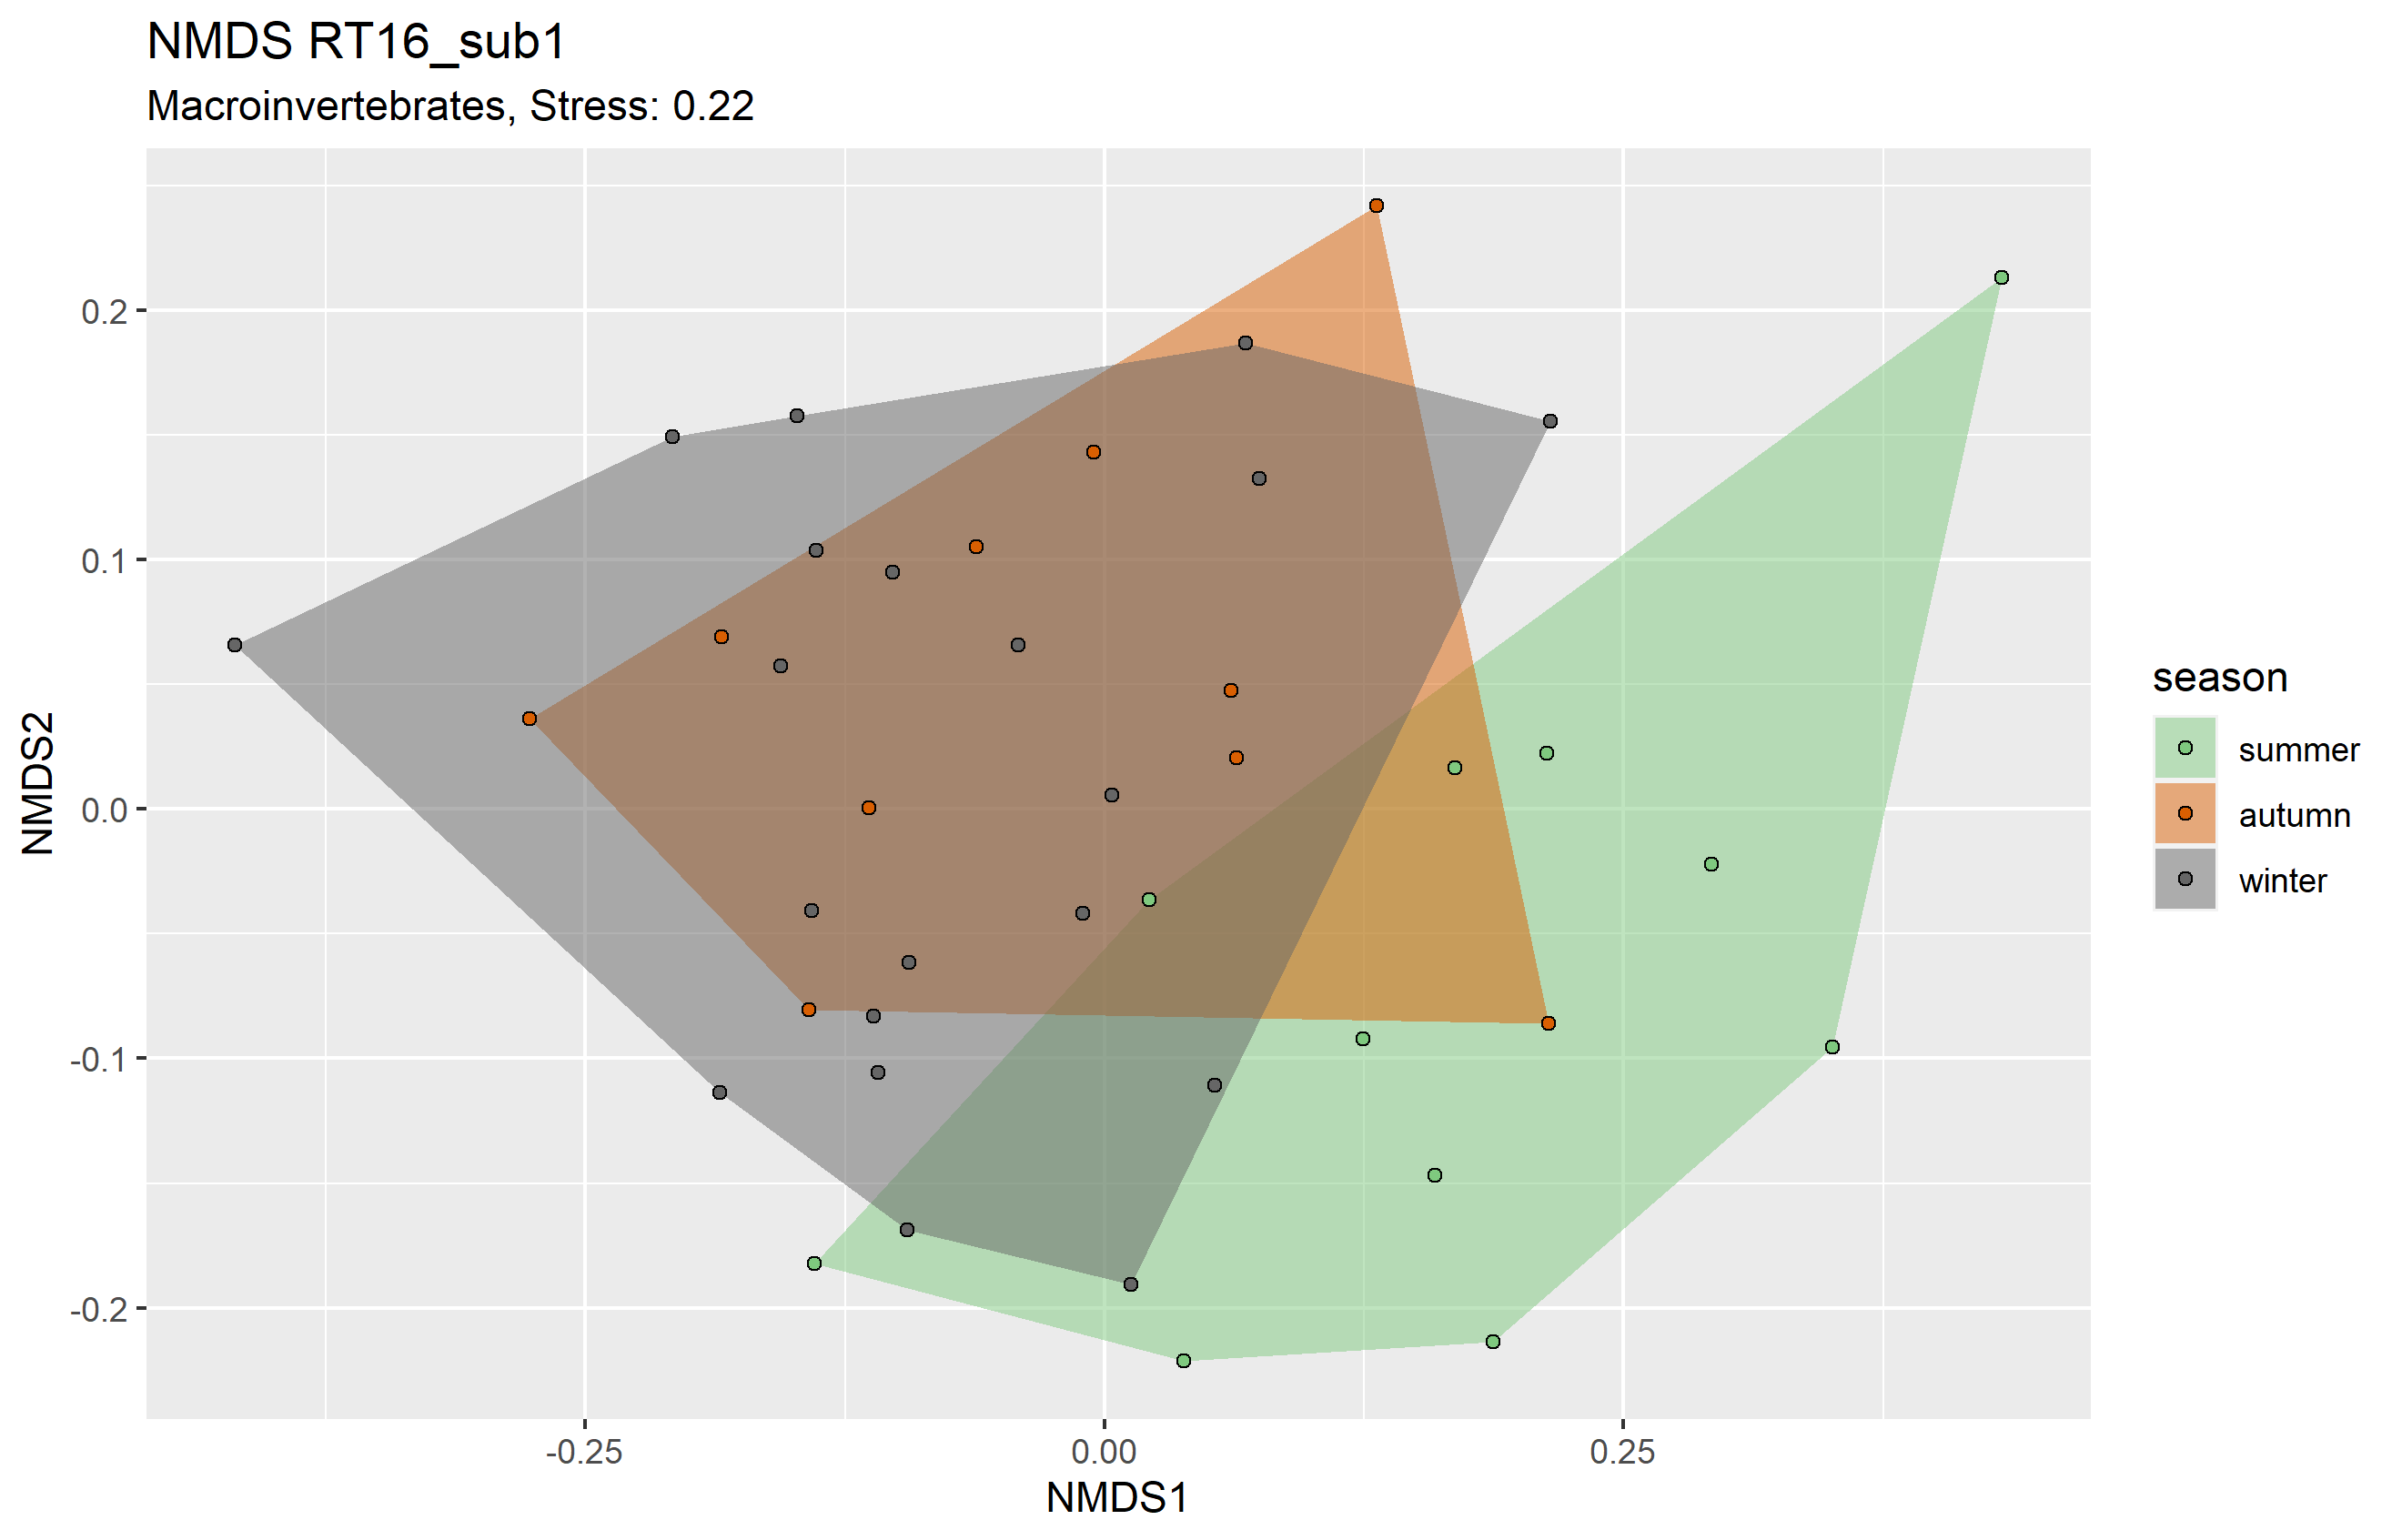 NMDS RT16_sub1
Macroinvertebrates, Stress: 0.22
NMDS2
0.2
0.1
0.0
-0.1
-0.2
-0.25
0.00
0.25
NMDS1
season
summer
autumn
winter